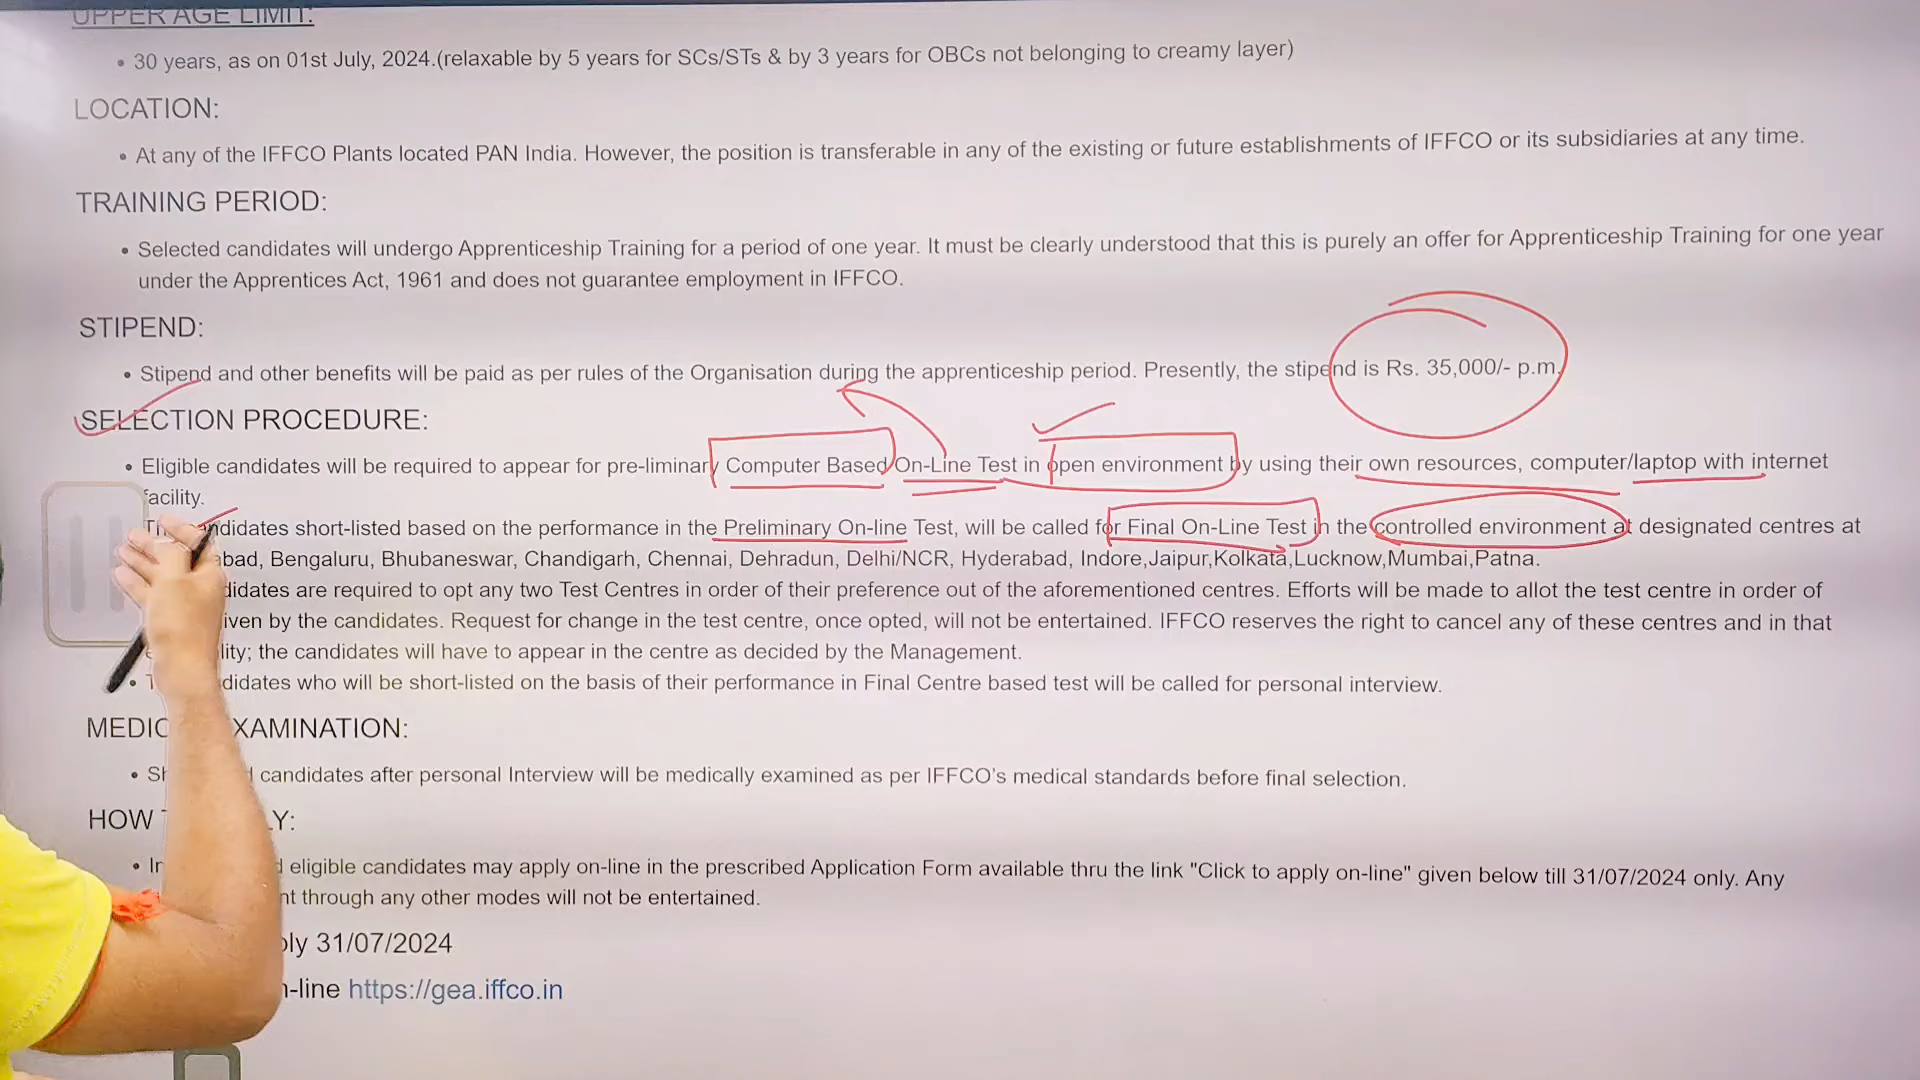 UPPER AGE LIMIT:
• 30 years, as on 01st July, 2024.(relaxable by 5 years for SCs/STs & by 3 years for OBCs not belonging to creamy layer)
LOCATION:
• At any of the IFFCO Plants located PAN India. However, the position is transferable in any of the existing or future establishments of IFFCO or its subsidiaries at any time.
TRAINING PERIOD:
• Selected candidates will undergo Apprenticeship Training for a period of one year. It must be clearly understood that this is purely an offer for Apprenticeship Training for one year
under the Apprentices Act, 1961 and does not guarantee employment in IFFCO.
STIPEND:
• Stipend and other benefits will be paid as per rules of the Organisation during the apprenticeship period. Presently, the stipend is Rs. 35,000/- p.m.
SELECTION PROCEDURE:
• Eligible candidates will be required to appear for pre-liminary Computer Based On-Line Test in open environment by using their own resources, computer/laptop with internet
facility.
candidates short-listed based on the performance in the Preliminary On-line Test, will be called for Final On-Line Test in the controlled environment at designated centres at
Bengaluru, Bhubaneswar, Chandigarh, Chennai, Dehradun, Delhi/NCR, Hyderabad, Indore,Jaipur,Kolkata,Lucknow,Mumbai,Patna.
are required to opt any two Test Centres in order of their preference out of the aforementioned centres. Efforts will be made to allot the test centre in order of
by the candidates. Request for change in the test centre, once opted, will not be entertained. IFFCO reserves the right to cancel any of these centres and in that
the candidates will have to appear in the centre as decided by the Management.
• who will be short-listed on the basis of their performance in Final Centre based test will be called for personal interview.
XAMINATION:
• candidates after personal Interview will be medically examined as per IFFCO's medical standards before final selection.
HOW
• eligible candidates may apply on-line in the prescribed Application Form available thru the link "Click to apply on-line" given below till 31/07/2024 only. Any
through any other modes will not be entertained.
31/07/2024
-line https://gea.iffco.in